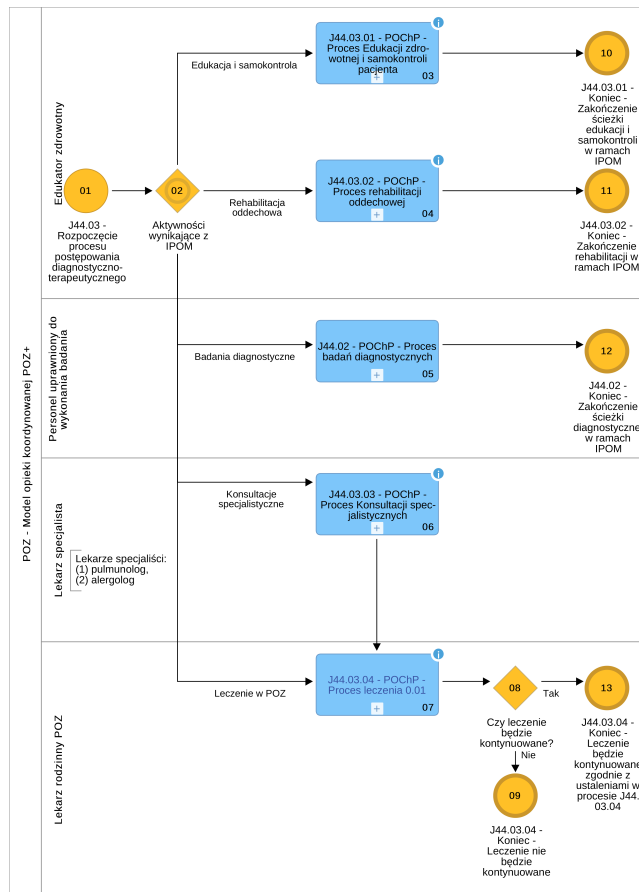 POZ - Model opieki koordynowanej POZ+
Edukator zdrowotny
01
J44.03 -
Rozpoczęcie
procesu
postępowania
diagnostyczno-
terapeutycznego
02
Aktywności
wynikające z
IPOM
Edukacja i samokontrola
J44.03.01 - POChP -
Proces Edukacji zdro-
wotnej i samokontroli
pacjenta
03
10
J44.03.01 -
Koniec -
Zakończenie
ścieżki
edukacji i
samokontroli
w ramach
IPOM
Rehabilitacja
oddechowa
J44.03.02 - POChP -
Proces rehabilitacji
oddechowej
04
11
J44.03.02 -
Koniec -
Zakończenie
rehabilitacji w
ramach IPOM
Personel uprawniony do
wykonania badania
Badania diagnostyczne
J44.02 - POChP - Proces
badań diagnostycznych
05
12
J44.02 -
Koniec -
Zakończenie
ścieżki
diagnostyczne
w ramach
IPOM
Lekarz specjalista
Lekarze specjaliści:
(1) pulmunolog,
(2) alergolog
Konsultacje
specjalistyczne
J44.03.03 - POChP -
Proces Konsultacji spec-
jalistycznych
06
Lekarz rodzinny POZ
Leczenie w POZ
J44.03.04 - POChP -
Proces leczenia 0.01
07
08
Czy leczenie
będzie
kontynuowane?
Tak
Nie
13
J44.03.04 -
Koniec -
Leczenie
będzie
kontynuowane
zgodnie z
ustaleniami w
procesie J44.
03.04
09
J44.03.04 -
Koniec -
Leczenie nie
będzie
kontynuowane